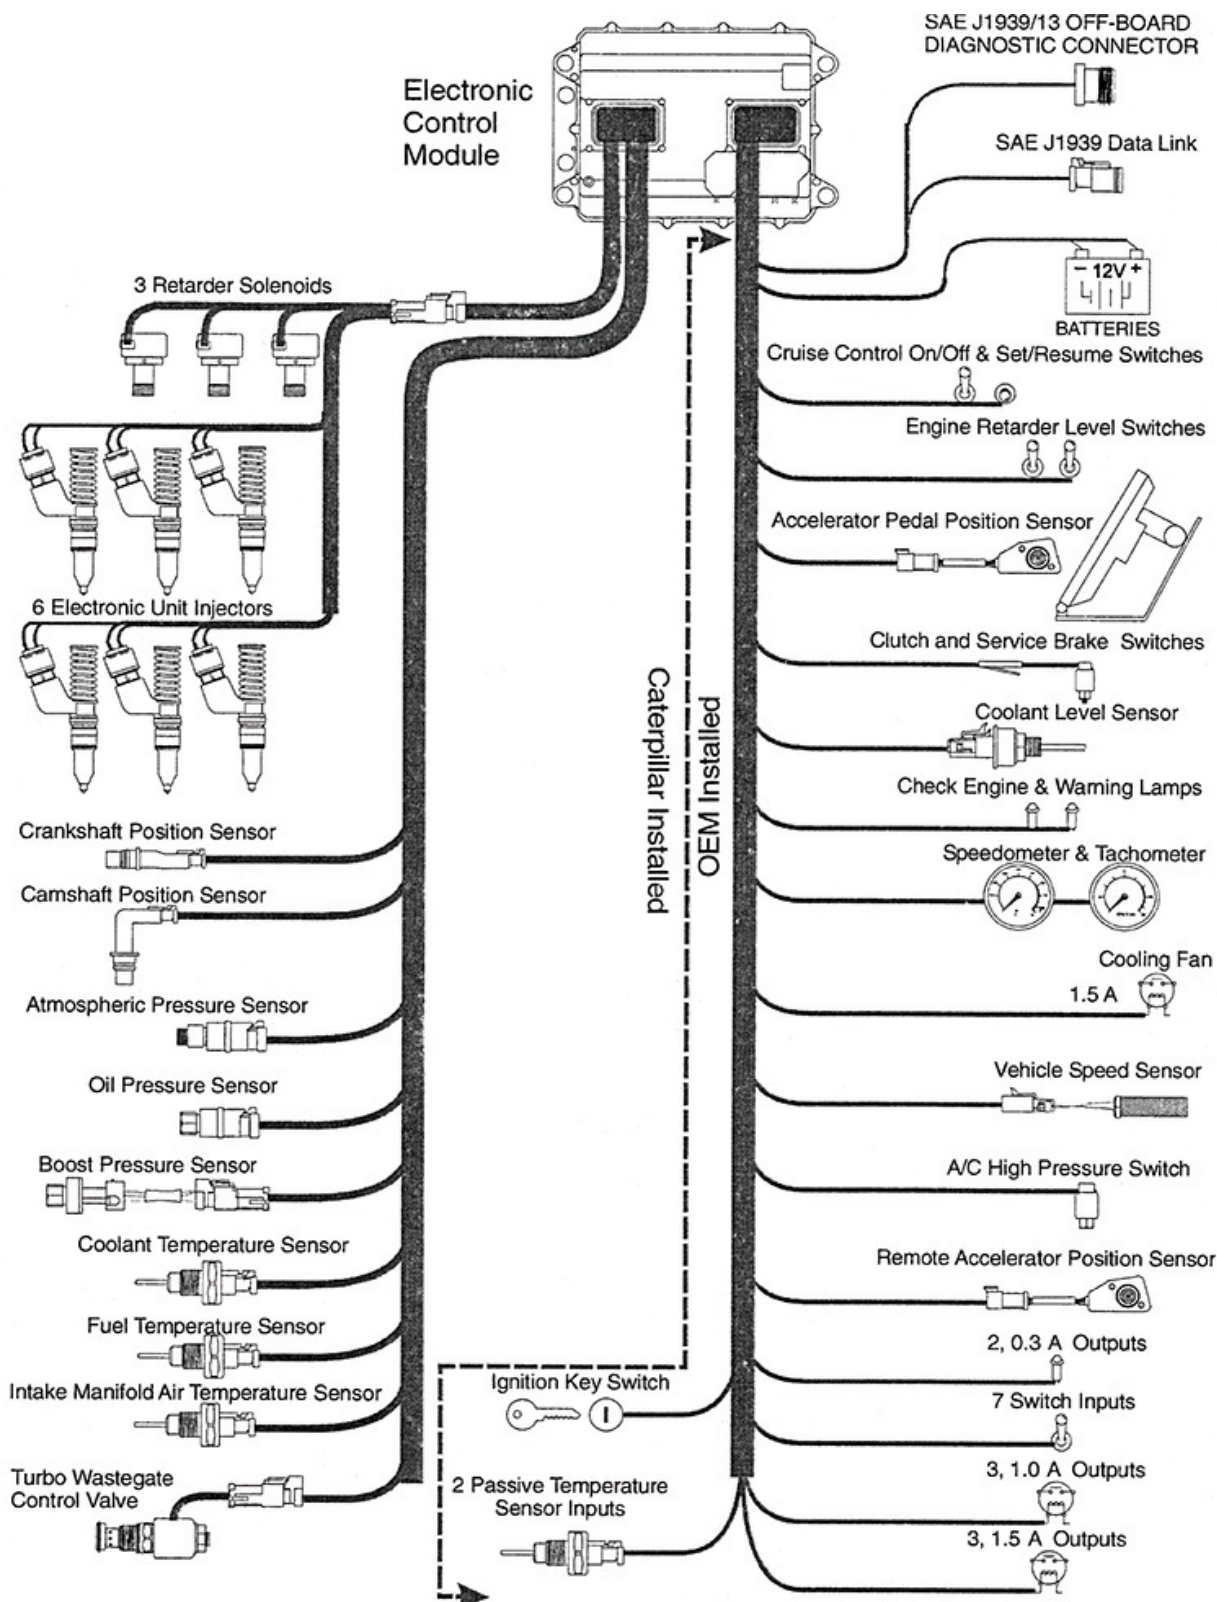 SAE J1939/13 OFF-BOARD
DIAGNOSTIC CONNECTOR
Electronic
Control
Module
SAE J1939 Data Link
3 Retarder Solenoids
- 12V +
BATTERIES
Cruise Control On/Off & Set/Resume Switches
Engine Retarder Level Switches
Accelerator Pedal Position Sensor
6 Electronic Unit Injectors
Clutch and Service Brake Switches
Caterpillar Installed
OEM Installed
Coolant Level Sensor
Check Engine & Warning Lamps
Crankshaft Position Sensor
Speedometer & Tachometer
Camshaft Position Sensor
Cooling Fan
1.5 A
Atmospheric Pressure Sensor
Vehicle Speed Sensor
Oil Pressure Sensor
Boost Pressure Sensor
A/C High Pressure Switch
Coolant Temperature Sensor
Remote Accelerator Position Sensor
Fuel Temperature Sensor
2, 0.3 A Outputs
Intake Manifold Air Temperature Sensor
Ignition Key Switch
7 Switch Inputs
Turbo Wastegate
Control Valve
2 Passive Temperature
Sensor Inputs
3, 1.0 A Outputs
3, 1.5 A Outputs